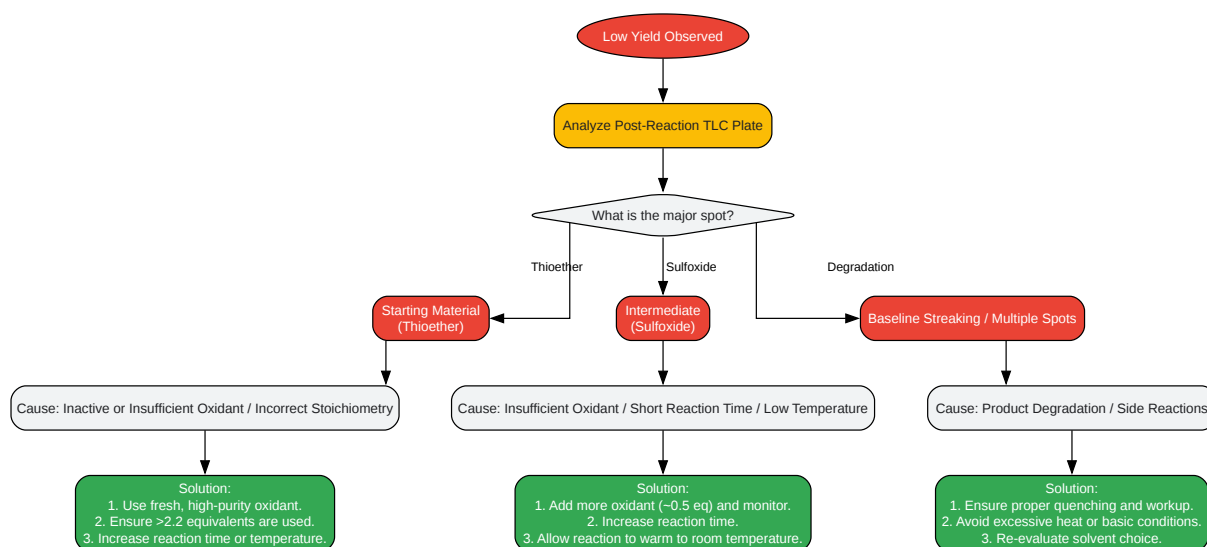 Low Yield Observed
Analyze Post-Reaction TLC Plate
What is the major spot?
Thioether
Sulfoxide
Degradation
Starting Material
(Thioether)
Intermediate
(Sulfoxide)
Baseline Streaking / Multiple Spots
Cause: Inactive or Insufficient Oxidant / Incorrect Stoichiometry
Cause: Insufficient Oxidant / Short Reaction Time / Low Temperature
Cause: Product Degradation / Side Reactions
Solution:
1. Use fresh, high-purity oxidant.
2. Ensure >2.2 equivalents are used.
3. Increase reaction time or temperature.
Solution:
1. Add more oxidant (~0.5 eq) and monitor.
2. Increase reaction time.
3. Allow reaction to warm to room temperature.
Solution:
1. Ensure proper quenching and workup.
2. Avoid excessive heat or basic conditions.
3. Re-evaluate solvent choice.